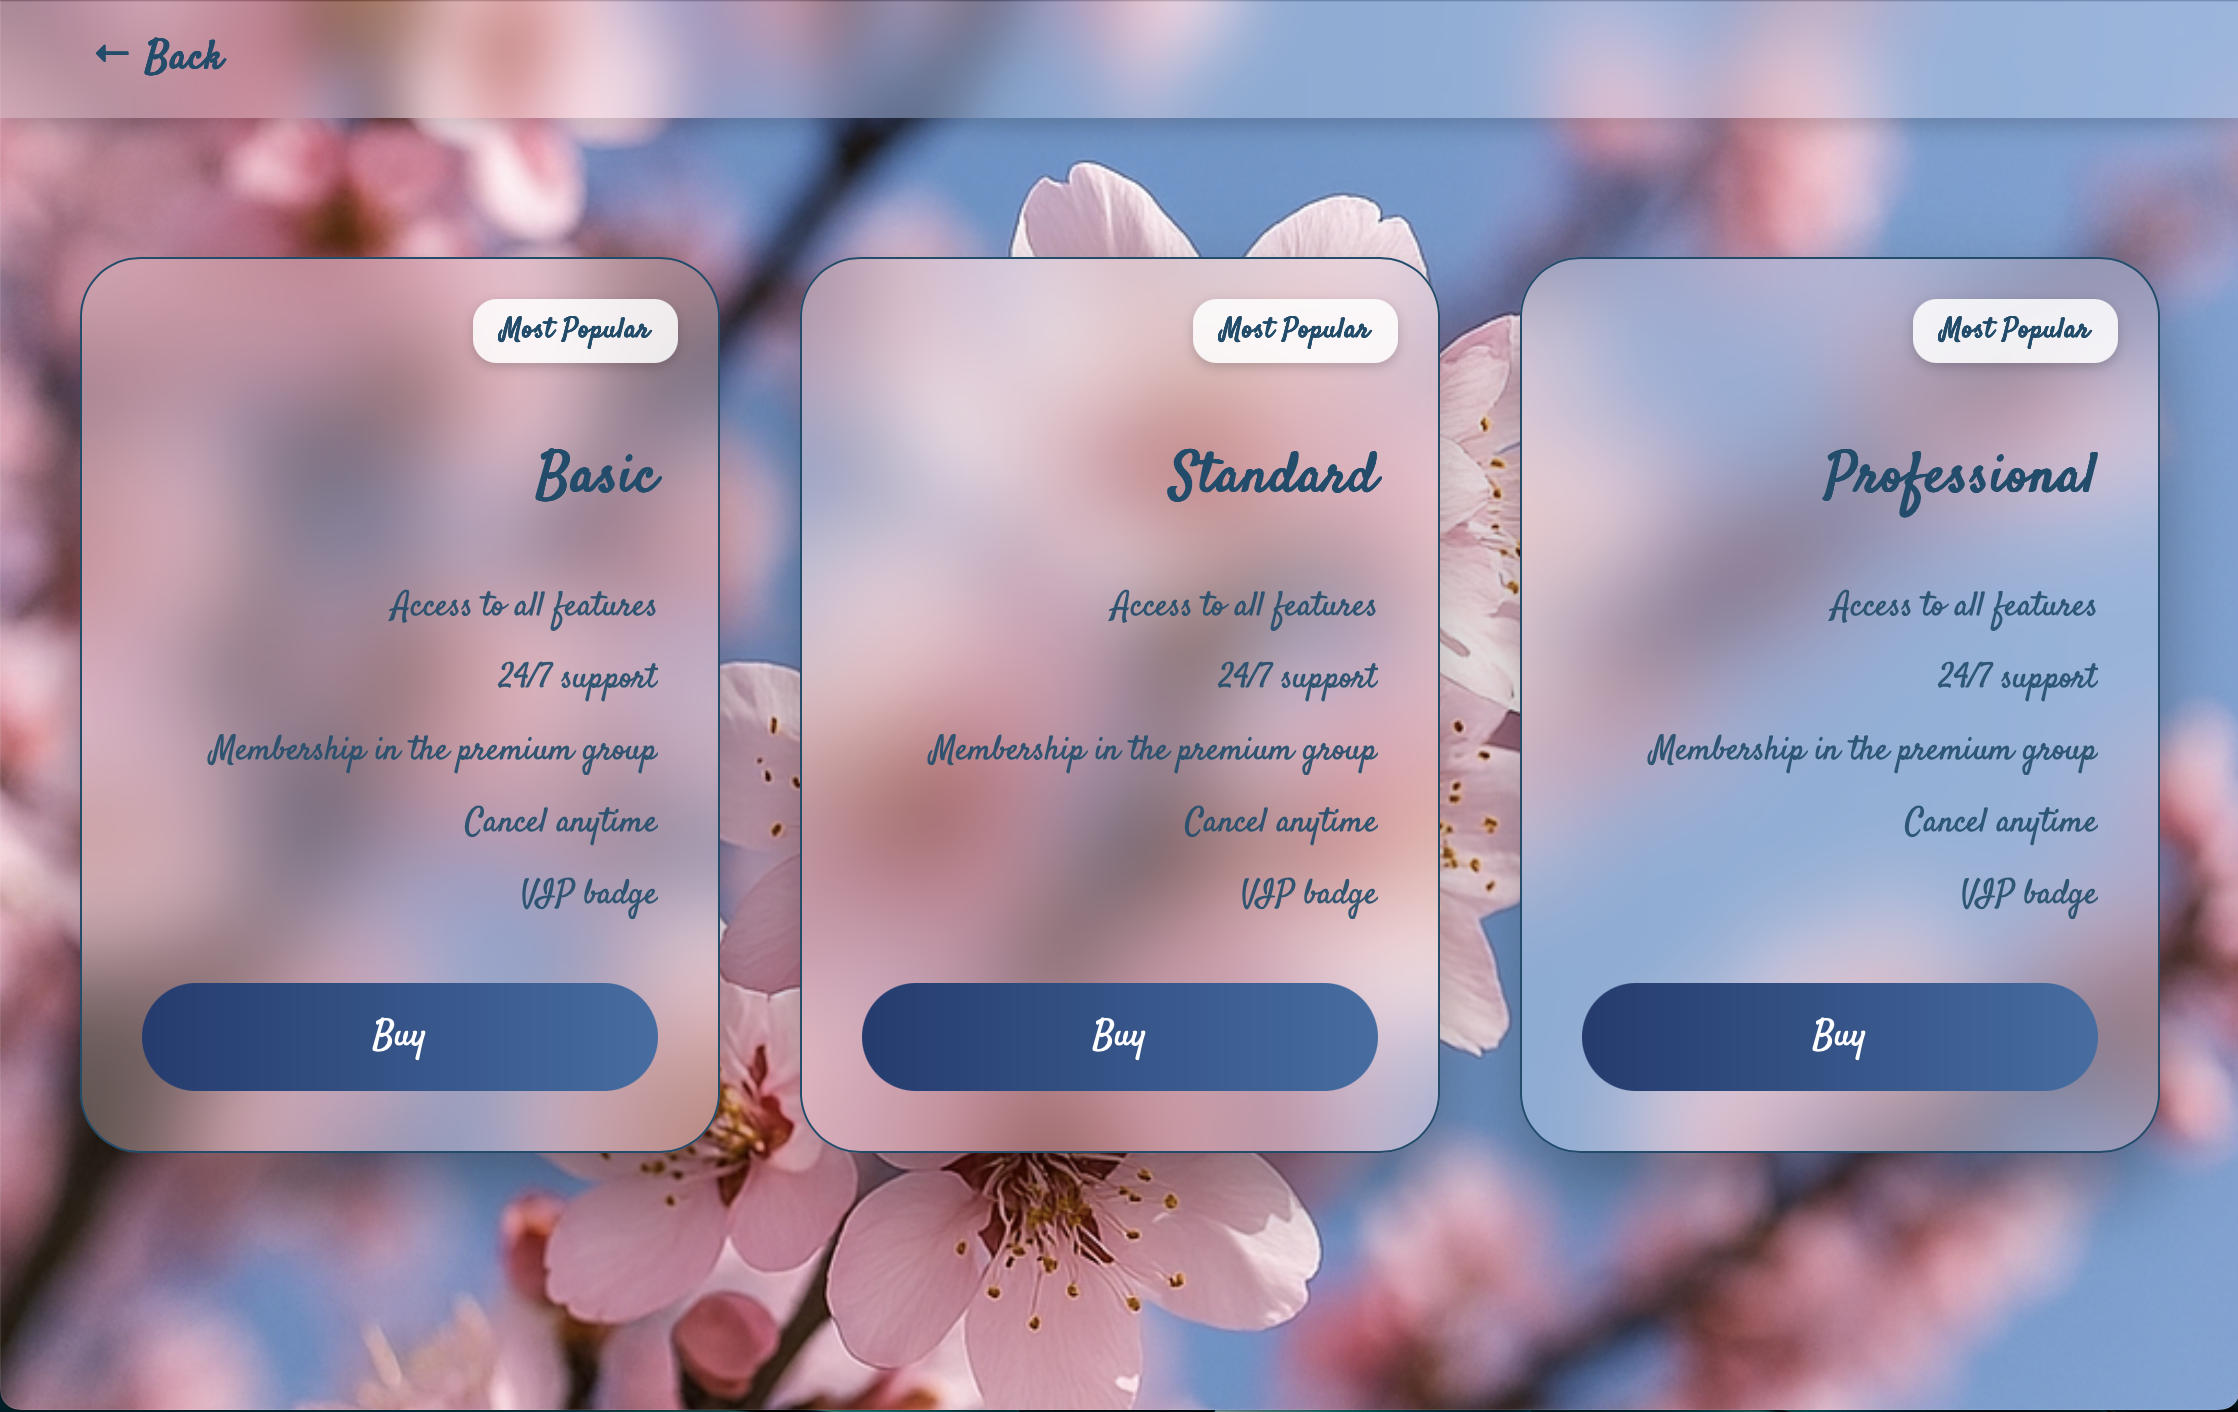 ← Back
Most Popular
Basic
Access to all features
24/7 support
Membership in the premium group
Cancel anytime
VIP badge
Buy
Most Popular
Standard
Access to all features
24/7 support
Membership in the premium group
Cancel anytime
VIP badge
Buy
Most Popular
Professional
Access to all features
24/7 support
Membership in the premium group
Cancel anytime
VIP badge
Buy